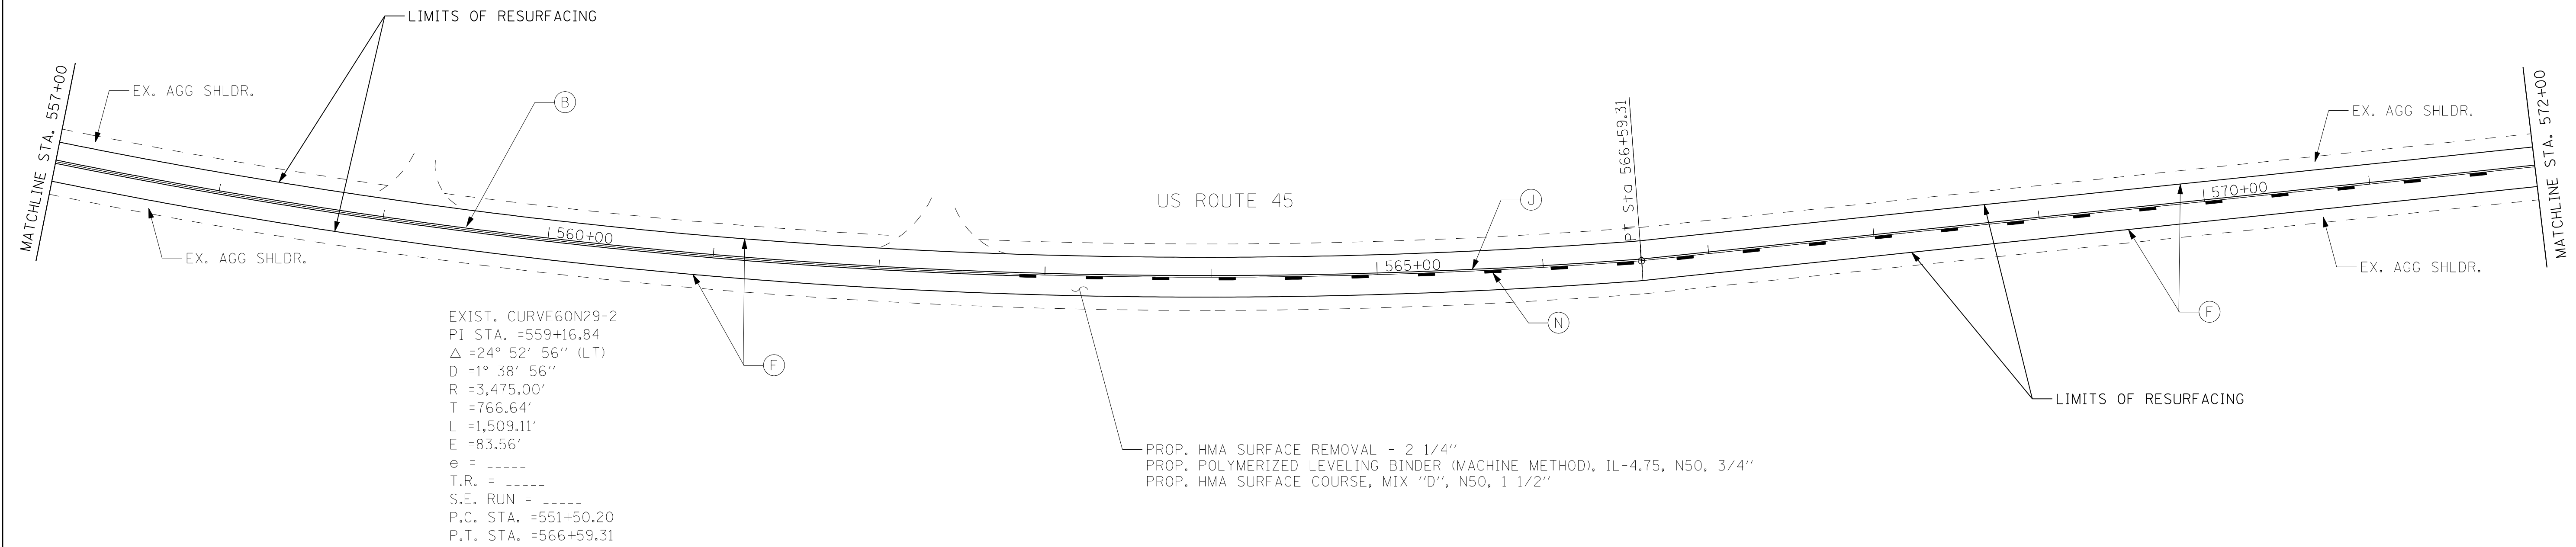 LIMITS OF RESURFACING
MATCHLINE STA. 557+00
EX. AGG SHLDR.
B
EX. AGG SHLDR.
560+00
US ROUTE 45
565+00
J
N
F
PT Sta 566+59.31
EX. AGG SHLDR.
570+00
MATCHLINE STA. 572+00
EX. AGG SHLDR.
F
LIMITS OF RESURFACING
EXIST. CURVE60N29-2
PI STA. =559+16.84
△ =24° 52' 56'' (LT)
D =1° 38' 56''
R =3,475.00'
T =766.64'
L =1,509.11'
E =83.56'
e = _____
T.R. = _____
S.E. RUN = _____
P.C. STA. =551+50.20
P.T. STA. =566+59.31
PROP. HMA SURFACE REMOVAL - 2 1/4''
PROP. POLYMERIZED LEVELING BINDER (MACHINE METHOD), IL-4.75, N50, 3/4''
PROP. HMA SURFACE COURSE, MIX ''D'', N50, 1 1/2''